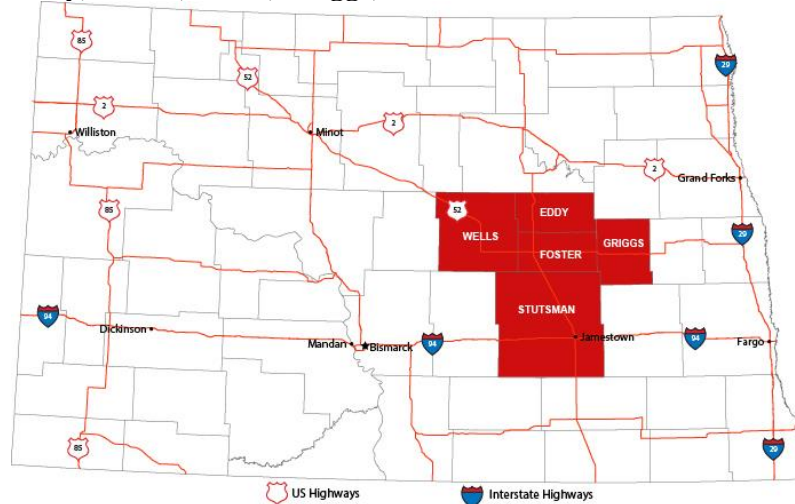 85
52
29
2
Williston
Minot
2
2
Grand Forks
85
52
EDDY
WELLS
GRIGGS
29
FOSTER
94
STUTSMAN
Dickinson
Mandan
Bismarck
94
Jamestown
94
Fargo
85
29
US Highways
Interstate Highways